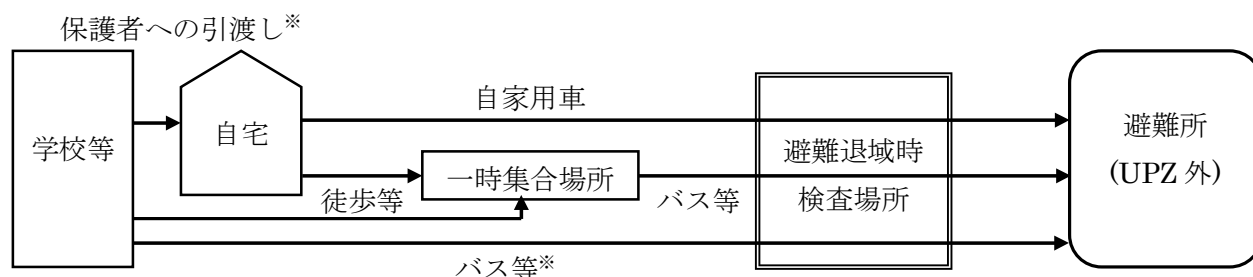 保護者への引渡し※
学校等
自宅
自家用車
徒歩等
一時集合場所
バス等
避難退域時
検査場所
避難所
(UPZ 外)
バス等※